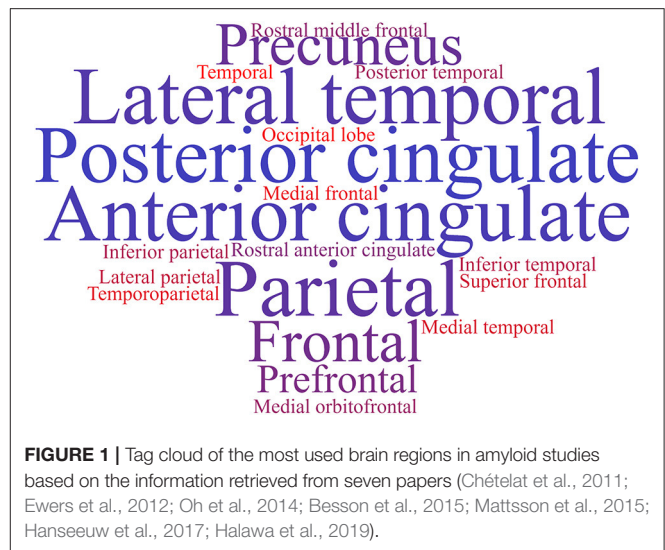 Rostral middle frontal
Precuneus
Temporal Posterior temporal
Lateral temporal
Occipital lobe
Posterior cingulate
Medial frontal
Anterior cingulate
Inferior parietal Rostral anterior cingulate
Inferior temporal
Lateral parietal
Superior frontal
Parietal
Temporoparietal
Medial temporal
Frontal
Prefrontal
Medial orbitofrontal
FIGURE 1 | Tag cloud of the most used brain regions in amyloid studies
based on the information retrieved from seven papers (Chételat et al., 2011;
Ewers et al., 2012; Oh et al., 2014; Besson et al., 2015; Mattsson et al., 2015;
Hanseeuw et al., 2017; Halawa et al., 2019).